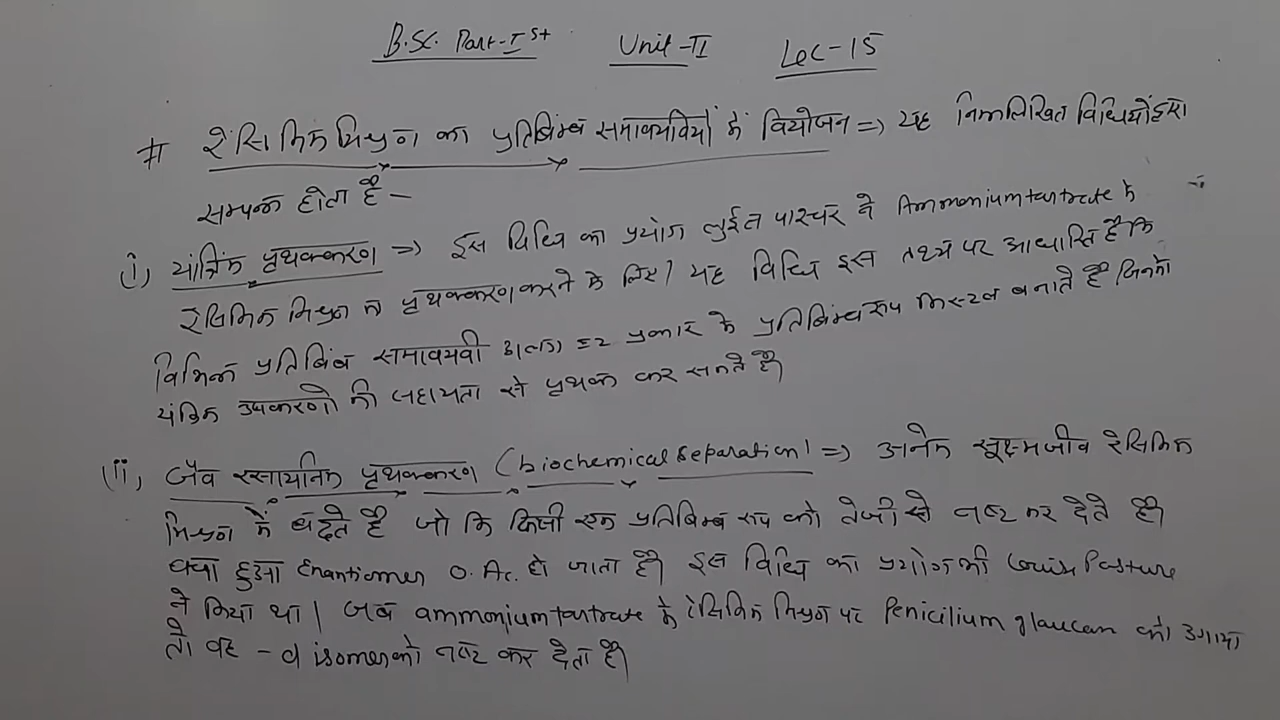 B.Sc. Part-I st Unit-II Lec-15
# रेसिमिक मिश्रण का प्रतिबिम्ब समावयवियों में वियोजन => यह निम्नलिखित विधियों द्वारा
सम्पन्न होता है -
(i) यांत्रिक पृथक्करण => इस विधि का प्रयोग लुईस पाश्चर ने Ammonium tartrate के
रेसिमिक मिश्रण के पृथक्करण करने के लिए। यह विधि इस तथ्य पर आधारित है कि
विभिन्न प्रतिबिंब समावयवी प्रकार के प्रतिबिम्ब रूप क्रिस्टल बनाते है जिनको
यंत्रिक उपकरणो की सहायता से पृथक कर सकते है।
(ii) जैव रसायनिक पृथक्करण (biochemical separation) => अनेक सूक्ष्मजीव रेसिमिक
मिश्रण में बढ़ते है जो कि किसी एक प्रतिबिम्ब रूप को तेजी से नष्ट कर देते है।
बचा हुआ Enantiomer O. Ac. हो जाता है। इस विधि का प्रयोग भी Louis Pasture
ने किया था। जब ammonium tartrate के रेसिमिक मिश्रण पर Penicilium glaucum को उगाया
तो वह - d isomer को नष्ट कर देता है।